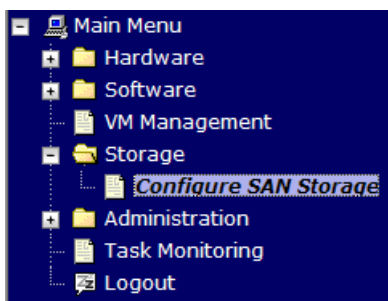 Main Menu
Hardware
Software
VM Management
Storage
Configure SAN Storage
Administration
Task Monitoring
Logout